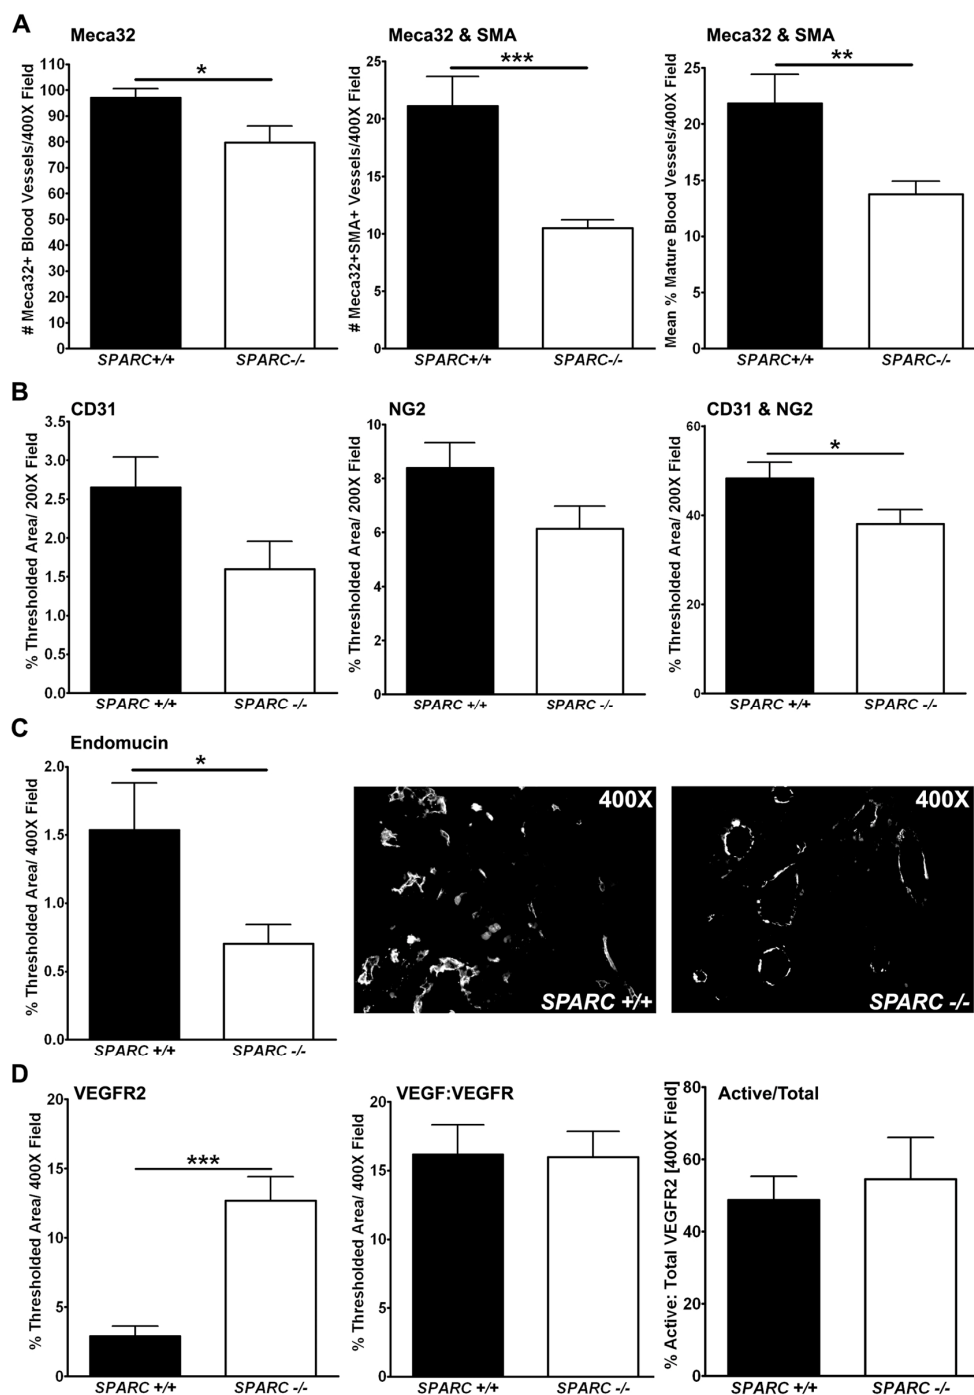 A
Meca32
# Meca32+ Blood Vessels/400X Field
110
100
90
80
70
60
50
40
30
20
10
0
*
SPARC+/+
SPARC-/-
Meca32 & SMA
# Meca32+SMA+ Vessels/400X Field
25
20
15
10
5
0
***
SPARC+/+
SPARC-/-
Meca32 & SMA
Mean % Mature Blood Vessels/400X Field
25
20
15
10
5
0
**
SPARC+/+
SPARC-/-
B
CD31
% Thresholded Area/ 200X Field
3.5
3.0
2.5
2.0
1.5
1.0
0.5
0.0
SPARC +/+
SPARC -/-
NG2
% Thresholded Area/ 200X Field
10
8
6
4
2
0
SPARC +/+
SPARC -/-
CD31 & NG2
% Thresholded Area/ 200X Field
60
40
20
0
*
SPARC +/+
SPARC -/-
C
Endomucin
% Thresholded Area/ 400X Field
2.0
1.5
1.0
0.5
0.0
*
SPARC +/+
SPARC -/-
400X
SPARC +/+
400X
SPARC -/-
D
VEGFR2
% Thresholded Area/ 400X Field
20
15
10
5
0
***
SPARC +/+
SPARC -/-
VEGF:VEGFR
% Thresholded Area/ 400X Field
20
15
10
5
0
SPARC +/+
SPARC -/-
Active/Total
% Active: Total VEGFR2 [400X Field]
80
60
40
20
0
SPARC +/+
SPARC -/-